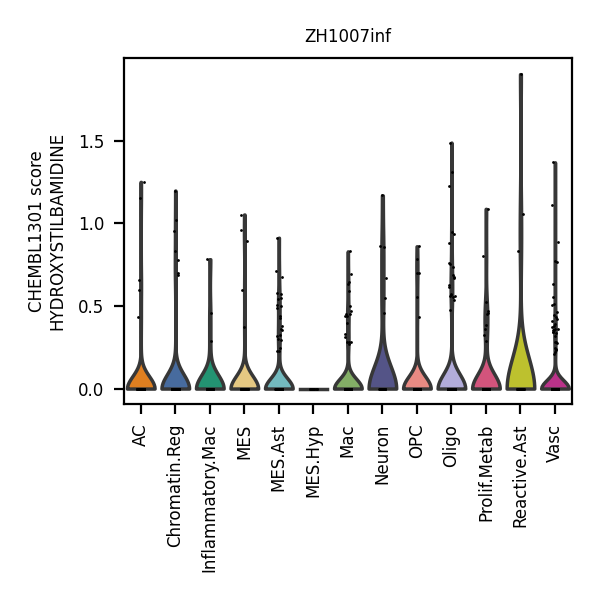 ZH1007inf
CHEMBL1301 score
HYDROXYSTILBAMIDINE
1.5
1.0
0.5
0.0
AC
Chromatin.Reg
Inflammatory.Mac
MES
MES.Ast
MES.Hyp
Mac
Neuron
OPC
Oligo
Prolif.Metab
Reactive.Ast
Vasc